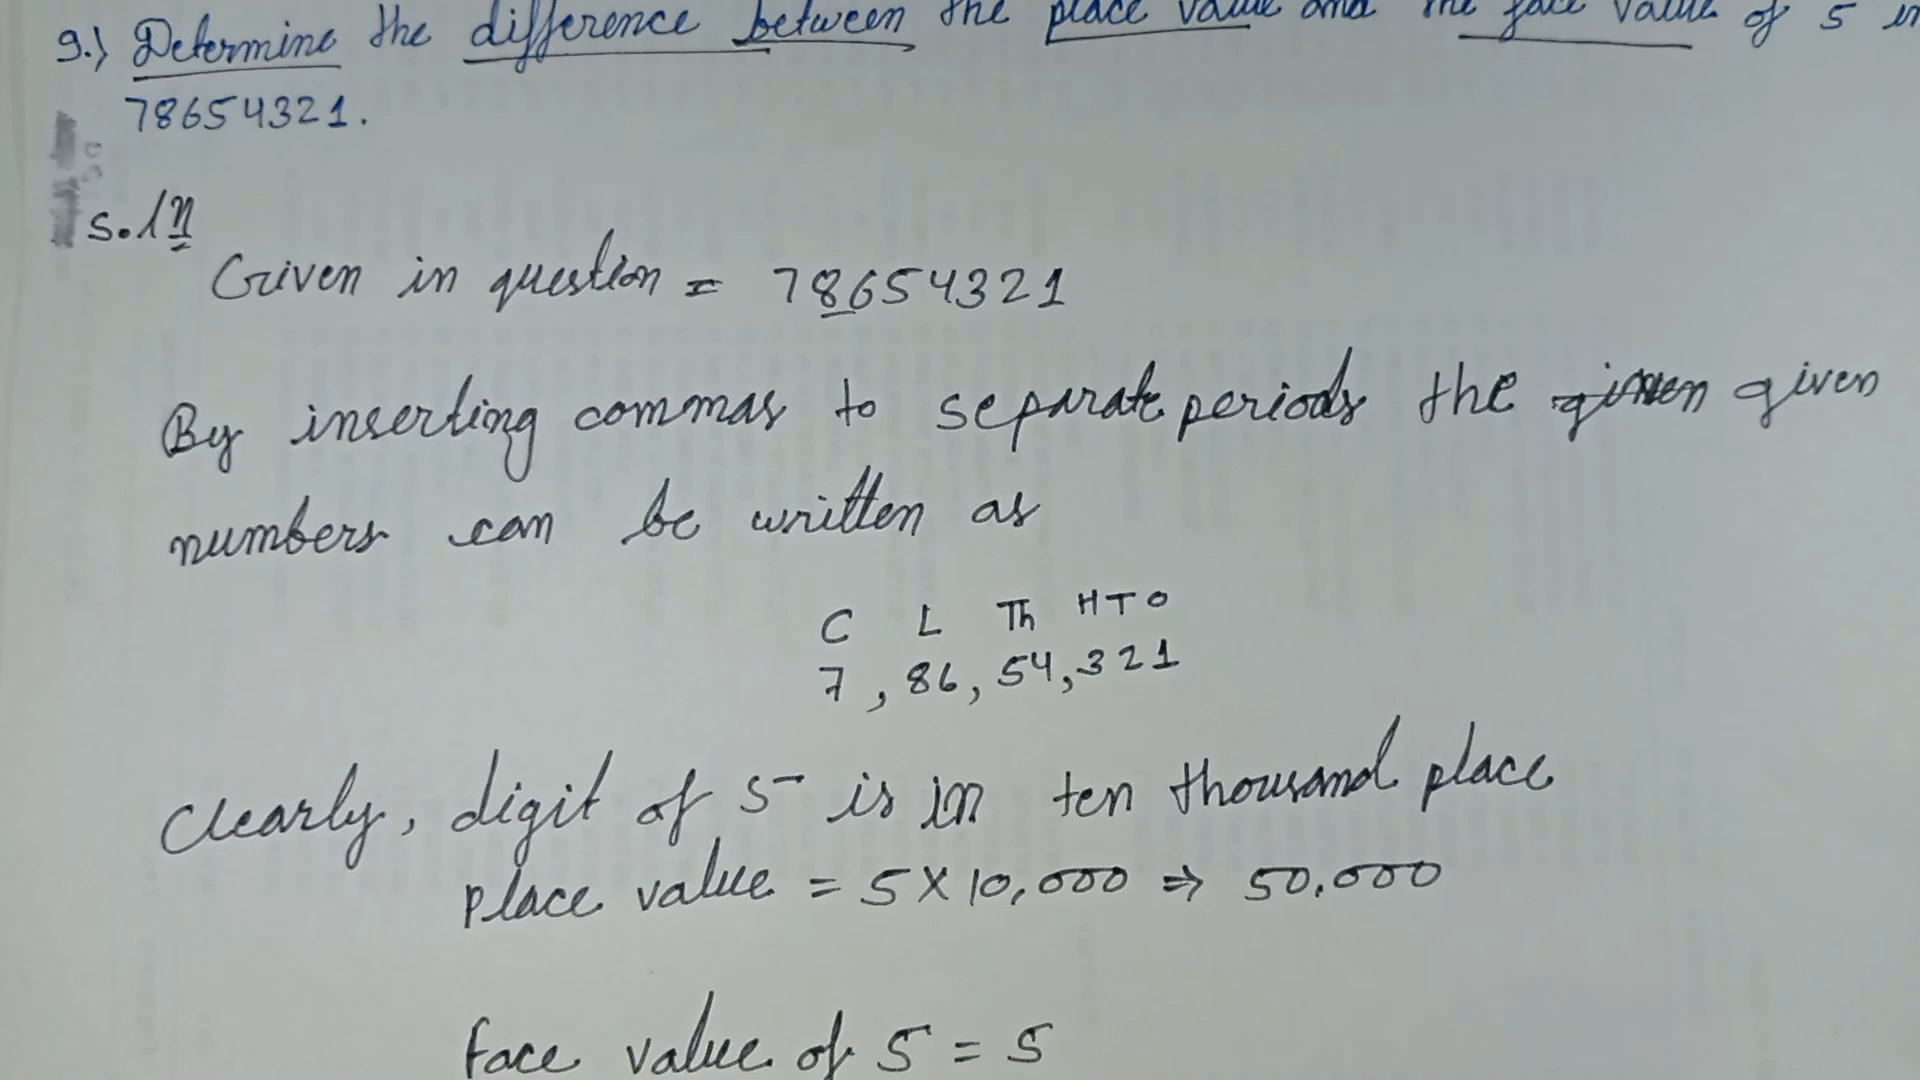 9.) Determine the difference between the place value and the face value of 5 in
78654321.
Soln
Given in question = 78654321
By inserting commas to separate periods the given given
numbers can be written as
C L Th H T O
7, 86, 54, 321
Clearly, digit of 5 is in ten thousand place
Place value = 5 × 10,000 ⇒ 50,000
Face value of 5 = 5